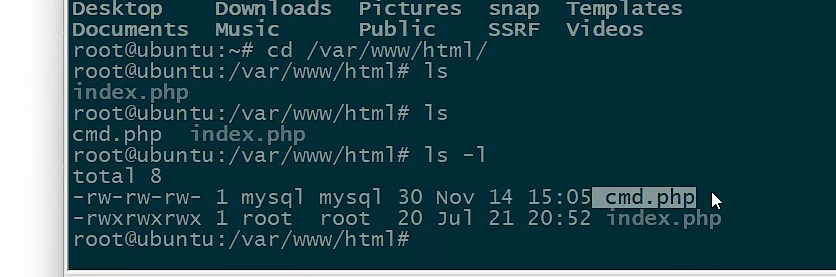 Desktop    Downloads  Pictures  snap  Templates
Documents  Music      Public    SSRF  Videos
root@ubuntu:~# cd /var/www/html/
root@ubuntu:/var/www/html# ls
index.php
root@ubuntu:/var/www/html# ls
cmd.php  index.php
root@ubuntu:/var/www/html# ls -l
total 8
-rw-rw-rw- 1 mysql mysql 30 Nov 14 15:05 cmd.php
-rwxrwxrwx 1 root  root  20 Jul 21 20:52 index.php
root@ubuntu:/var/www/html#